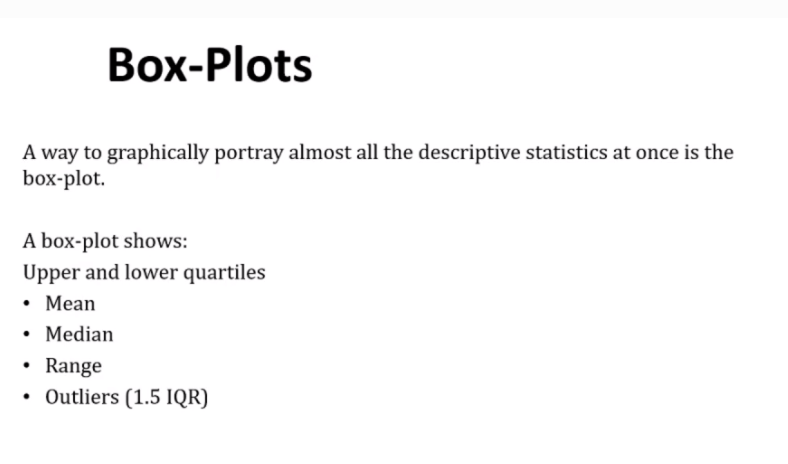 Box-Plots
A way to graphically portray almost all the descriptive statistics at once is the
box-plot.
A box-plot shows:
Upper and lower quartiles
• Mean
• Median
• Range
• Outliers (1.5 IQR)